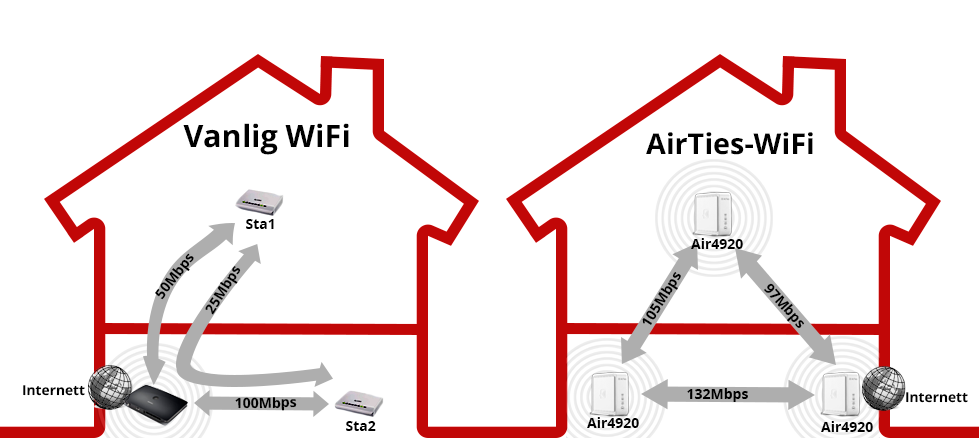 Vanlig WiFi
Sta1
50Mbps
25Mbps
Internett
100Mbps
Sta2
AirTies-WiFi
Air4920
105Mbps
97Mbps
132Mbps
Air4920
Air4920
Internett